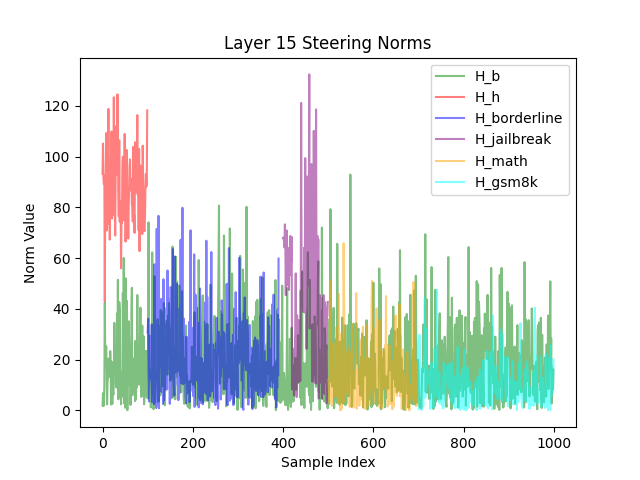 Layer 15 Steering Norms
H_b
H_h
H_borderline
H_jailbreak
H_math
H_gsm8k
Norm Value
120
100
80
60
40
20
0
0
200
400
600
800
1000
Sample Index